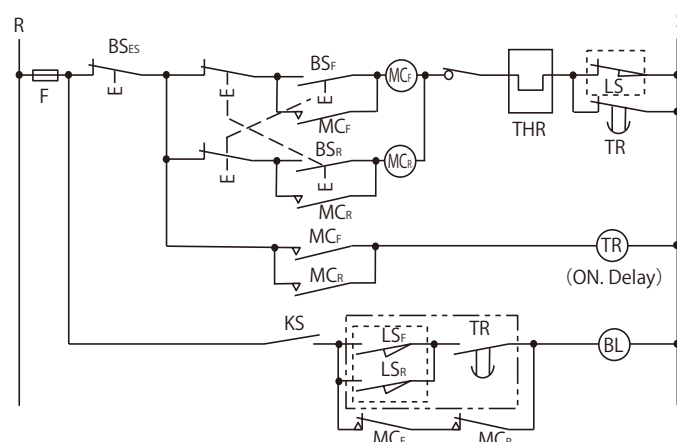 R
BSES
F
BSF
MCF
MCF
BSR
MCR
MCR
THR
LS
TR
MCF
MCR
TR
(ON. Delay)
KS
LSF
LSR
TR
BL
MCF
MCR